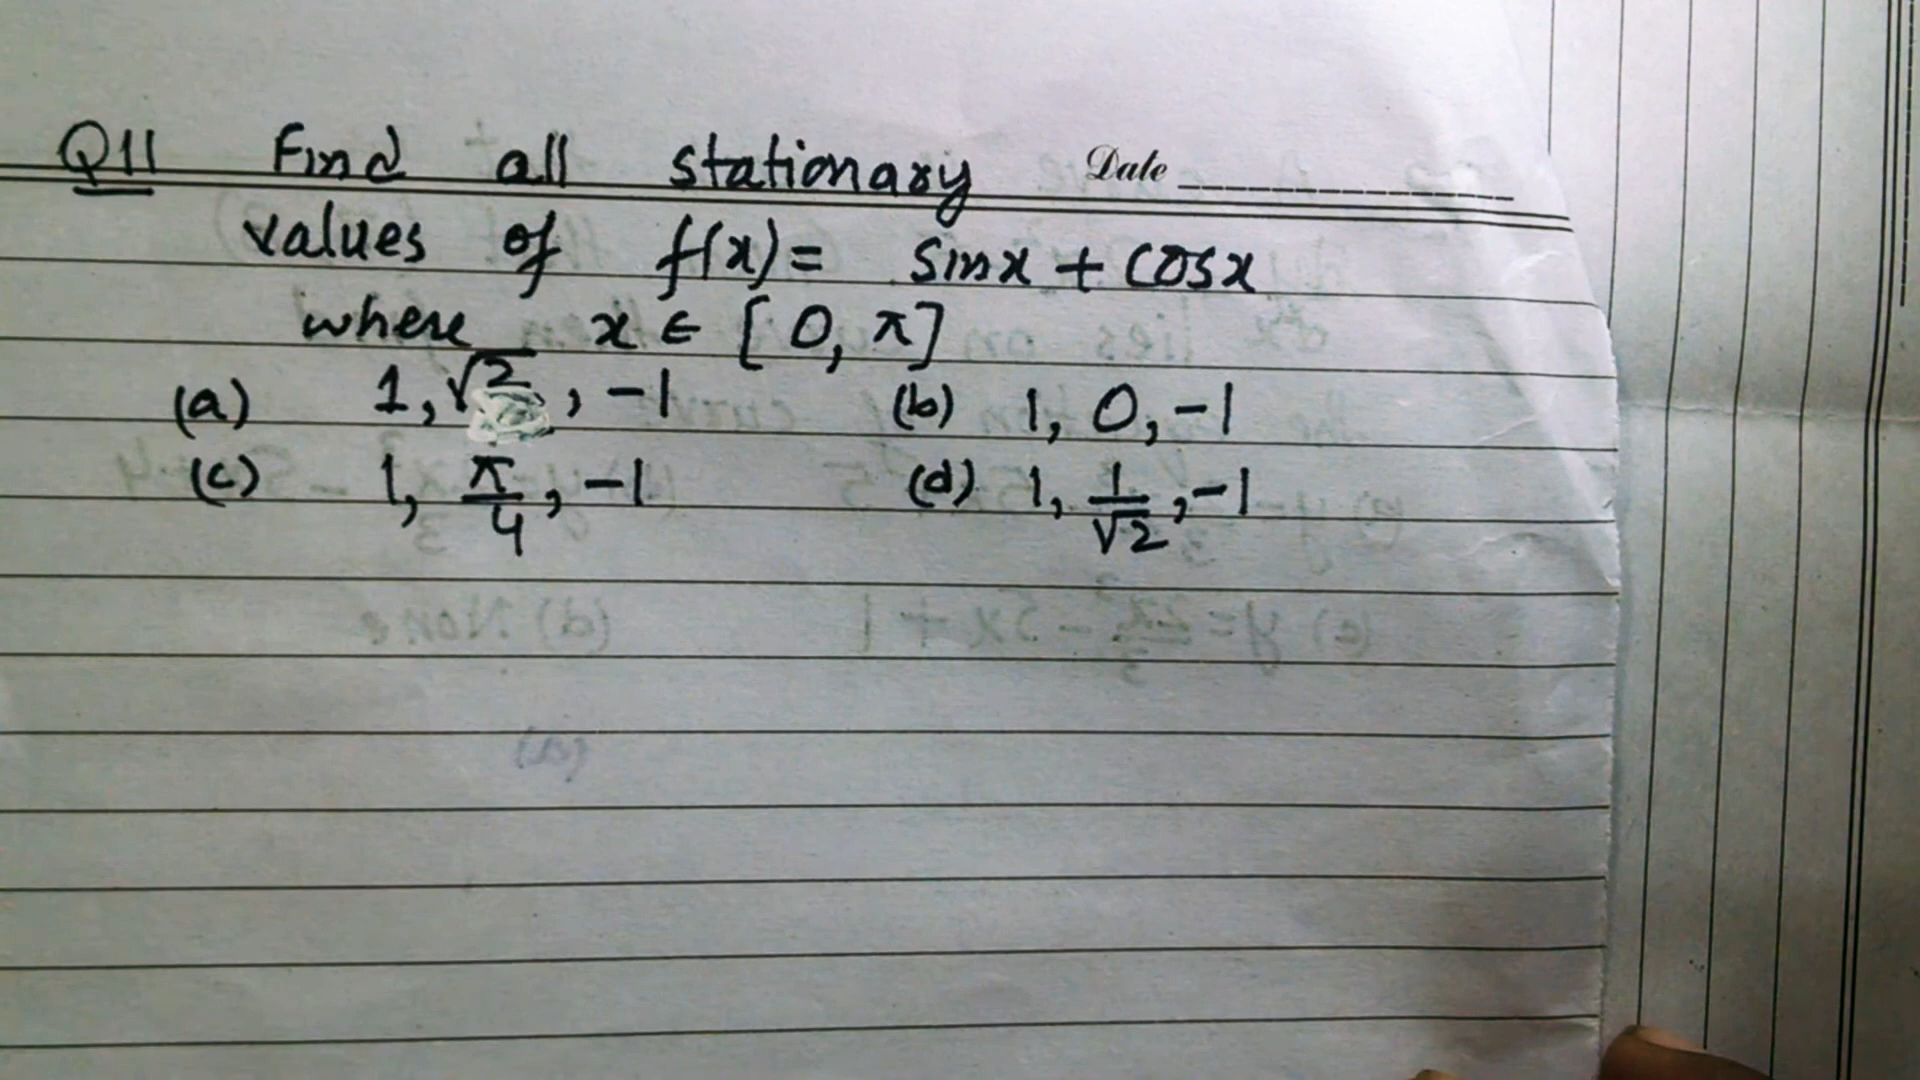 Q11 Find all stationary Date
values of f(x) = sinx + cosx
where x ∈ [0, π]
(a) 1, √2, -1 (b) 1, 0, -1
(c) 1, π/4, -1 (d) 1, 1/√2, -1